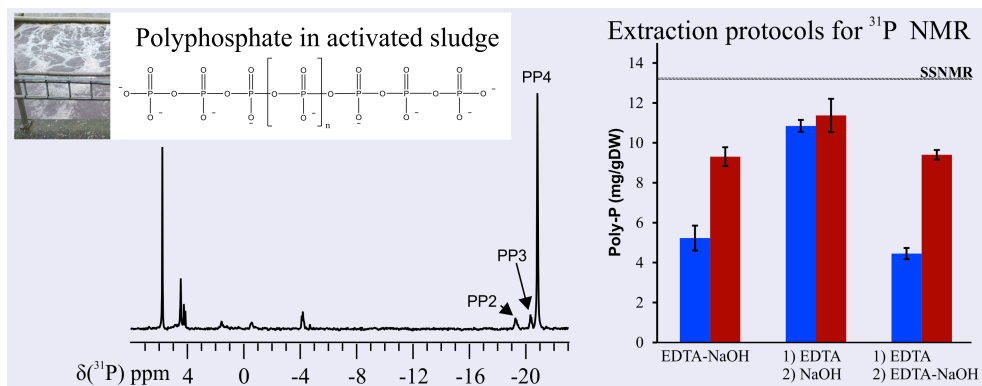 Polyphosphate in activated sludge
O O O O O O O
⁻O P O P O P O P O P O P O P O⁻
O⁻ O⁻ O⁻ O⁻ O⁻ O⁻ O⁻
n
PP4
PP3
PP2
δ(³¹P) ppm 4 0 -4 -8 -12 -16 -20
Extraction protocols for ³¹P NMR
SSNMR
Poly-P (mg/gDW)
14
12
10
8
6
4
2
0
EDTA-NaOH
1) EDTA
2) NaOH
1) EDTA
2) EDTA-NaOH